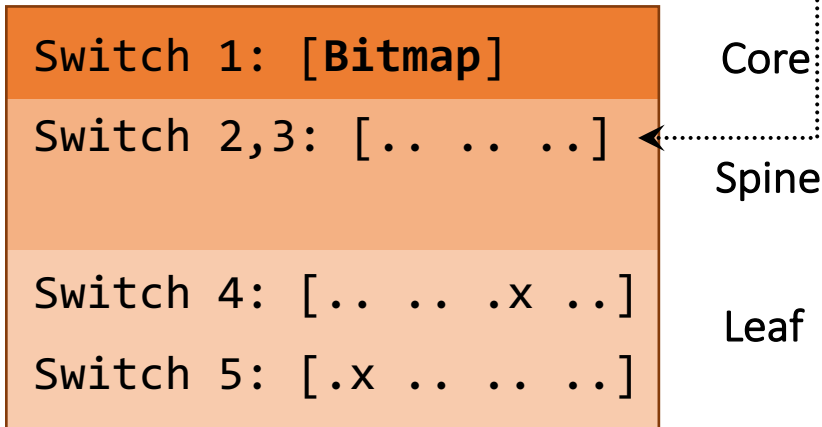 Switch 1: [Bitmap]
Core
Switch 2,3: [.. .. ..]
Spine
Switch 4: [.. .. .x ..]
Leaf
Switch 5: [.x .. .. ..]